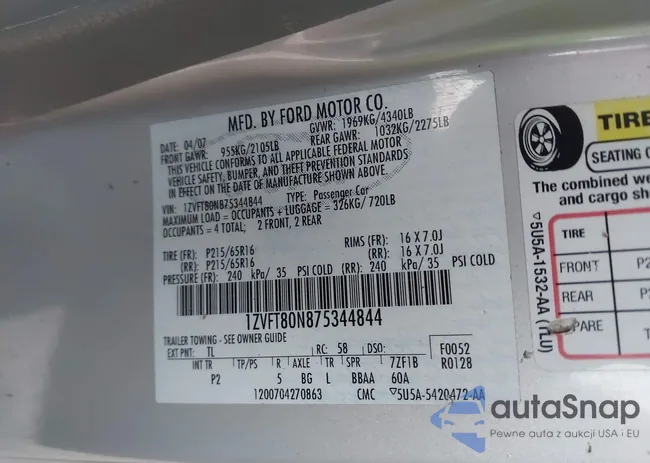 MFD. BY FORD MOTOR CO.
DATE 04/07 GVWR: 1969KG/4340LB
FRONT GAWR: 955KG/2105LB REAR GAWR: 1032KG/2275LB
THIS VEHICLE CONFORMS TO ALL APPLICABLE FEDERAL MOTOR
VEHICLE SAFETY, BUMPER, AND THEFT PREVENTION STANDARDS
IN EFFECT ON THE DATE OF MANUFACTURE SHOWN ABOVE.
VIN: 1ZVFT80N875344844 TYPE: Passenger Car
MAXIMUM LOAD = OCCUPANTS + LUGGAGE = 326KG/720LB
OCCUPANTS = 4 TOTAL: 2 FRONT, 2 REAR
TIRE (FR): P215/65R16 RIMS (FR): 16 X 7.0J
(RR): P215/65R16 (RR): 16 X 7.0J
PRESSURE (FR): 240 kPa/ 35 PSI COLD (RR): 240 kPa/ 35 PSI COLD
1ZVFT80N875344844
TRAILER TOWING - SEE OWNER GUIDE
EXT PNT: TL RC: 58 DSO: F0052
INT TR TP/PS R AXLE TR SPR 7ZF1B R0128
P2 5 BG L BBAA 60A
1200704270863 CMC ▽5U5A-5420472-AA
TIRE
SEATING
The combined we
and cargo sh
TIRE
FRONT P2
REAR P2
SPARE T
▽5U5A-1532-AA (TLU)
autaSnap
Pewne auta z aukcji USA i EU